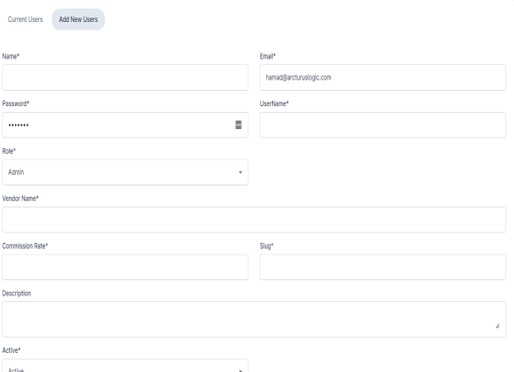 Current Users Add New Users
Name* Email*
hamad@arcturuslogic.com
Password* UserName*
•••••••
Role*
Admin
Vendor Name*
Commission Rate* Slug*
Description
Active*
Active